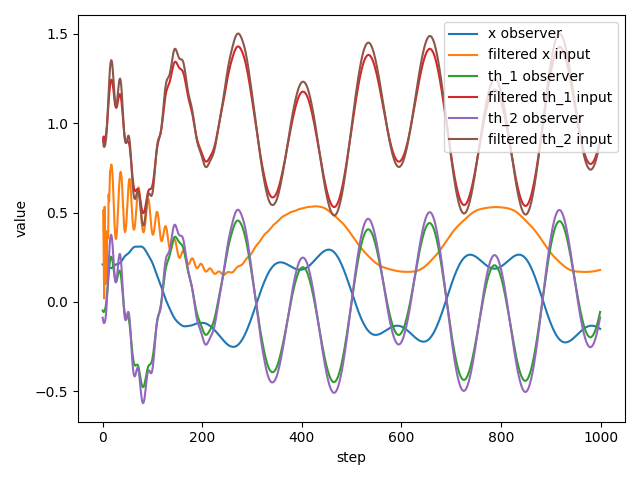 x observer
filtered x input
th_1 observer
filtered th_1 input
th_2 observer
filtered th_2 input
1.5
1.0
0.5
0.0
−0.5
value
0 200 400 600 800 1000
step